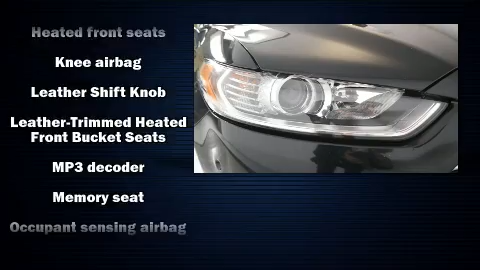 Heated front seats
Knee airbag
Leather Shift Knob
Leather-Trimmed Heated
Front Bucket Seats
MP3 decoder
Memory seat
Occupant sensing airbag